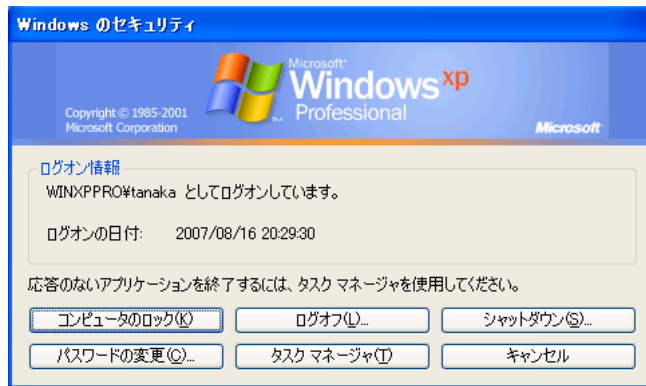 Windows のセキュリティ
Microsoft®
Windows xp
Professional
Copyright © 1985-2001
Microsoft Corporation
Microsoft
ログオン情報
WINXPPRO¥tanaka としてログオンしています。
ログオンの日付: 2007/08/16 20:29:30
応答のないアプリケーションを終了するには、タスク マネージャを使用してください。
コンピュータのロック(K) ログオフ(L)... シャットダウン(S)...
パスワードの変更(C)... タスク マネージャ(T) キャンセル